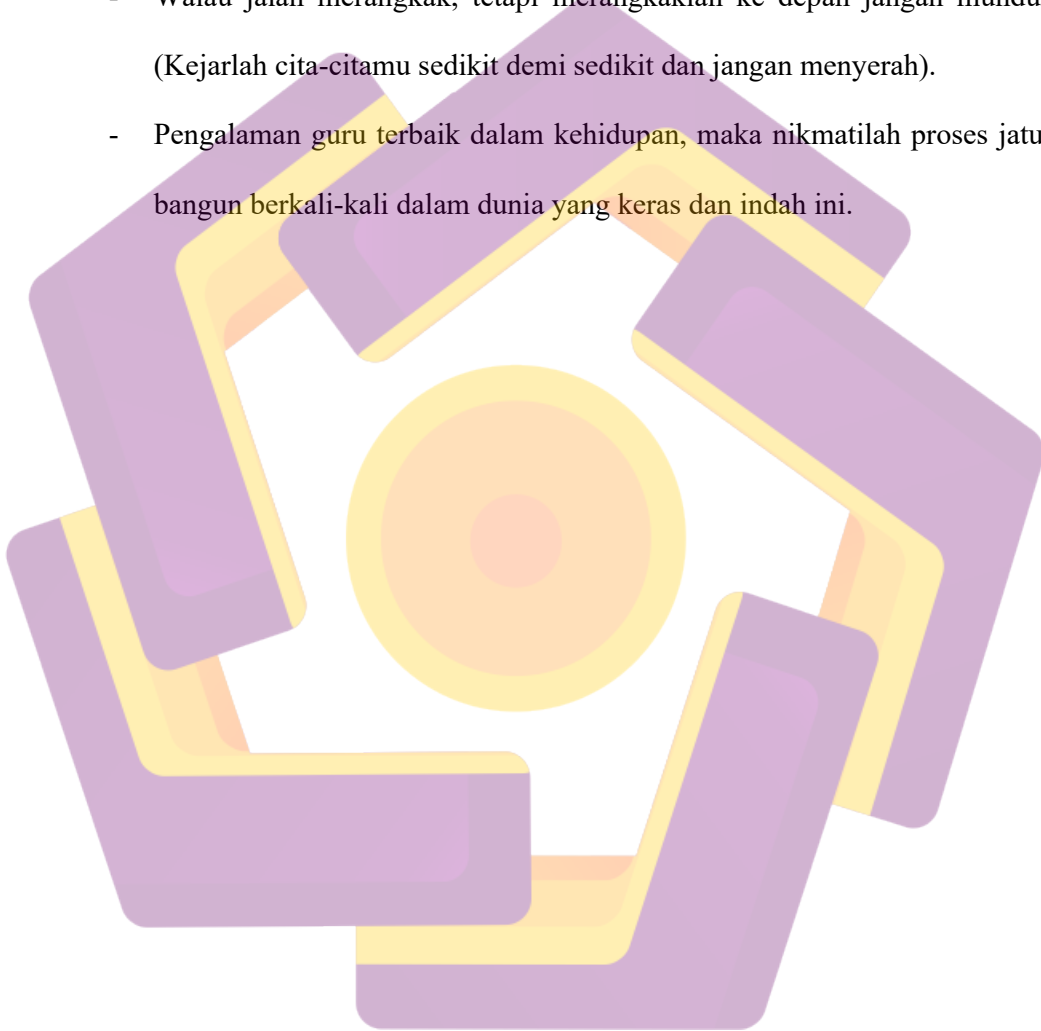 - Walau jalan merangkak, tetapi merangkaklah ke depan jangan
(Kejarlah cita-citamu sedikit demi sedikit dan jangan menyerah).
- Pengalaman guru terbaik dalam kehidupan, maka nikmatilah proses jatu
bangun berkali-kali dalam dunia yang keras dan indah ini.